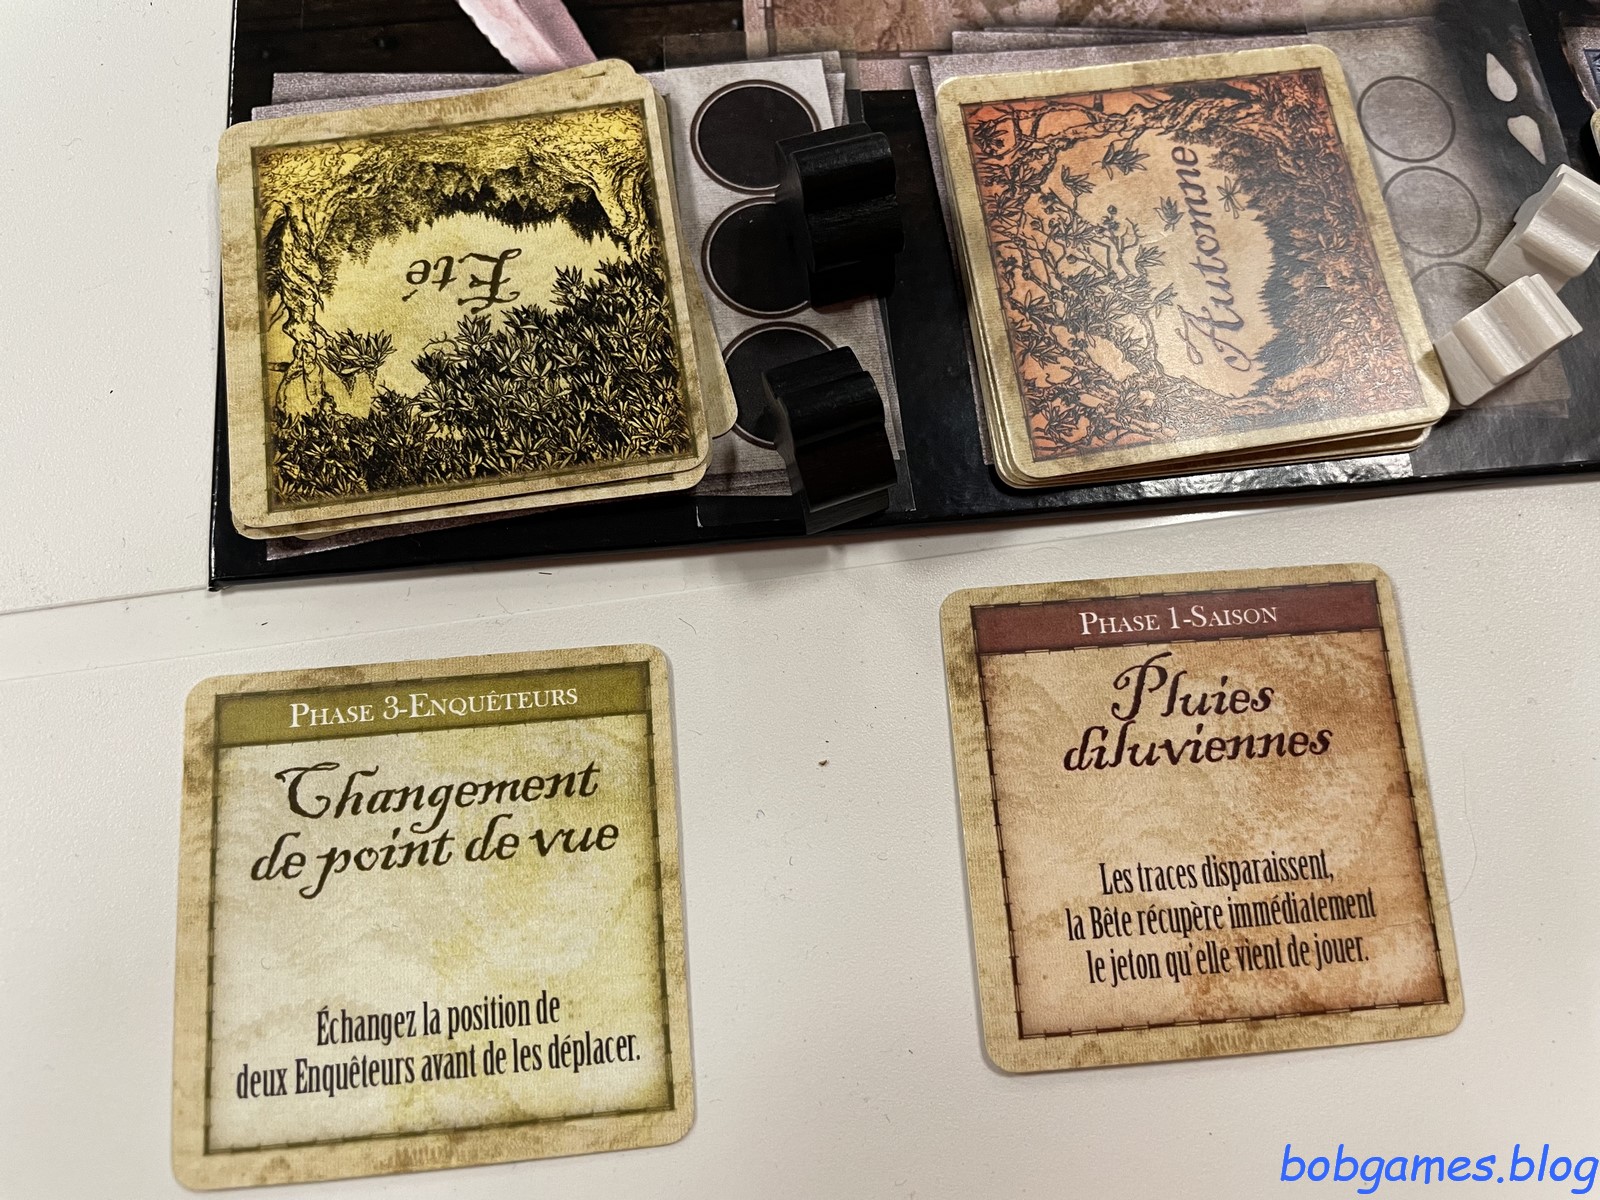 Été
Automne
PHASE 3-ENQUÊTEURS
Changement
de point de vue
Échangez la position de
deux Enquêteurs avant de les déplacer.
PHASE 1-SAISON
Pluies
diluviennes
Les traces disparaissent,
la Bête récupère immédiatement
le jeton qu'elle vient de jouer.
bobgames.blog